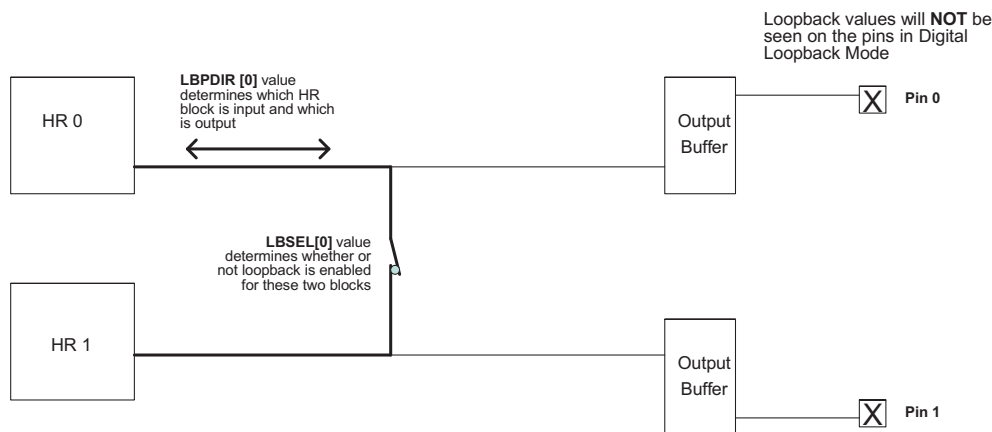 Loopback values will NOT be
seen on the pins in Digital
Loopback Mode
LBPDIR [0] value
determines which HR
block is input and which
is output
HR 0
Output
Buffer
X
Pin 0
LBSEL[0] value
determines whether or
not loopback is enabled
for these two blocks
HR 1
Output
Buffer
X
Pin 1